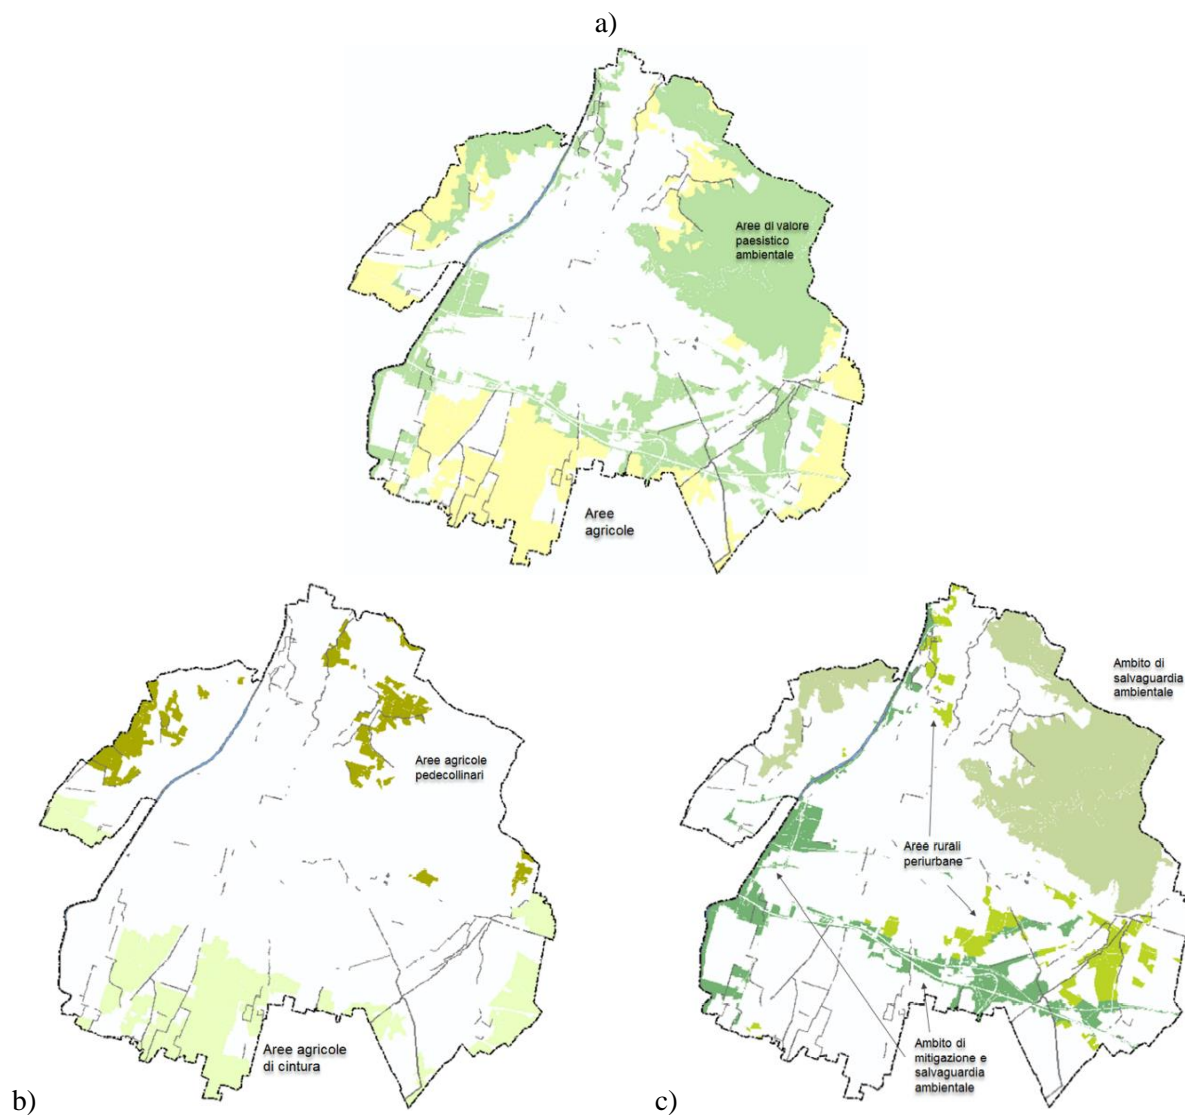 a)
Aree di valore
paesistico
ambientale
Aree
agricole
Aree agricole
pedecollinari
Aree agricole
di cintura
b)
Ambito di
salvaguardia
ambientale
Aree rurali
periurbane
Ambito di
mitigazione e
salvaguardia
ambientale
c)